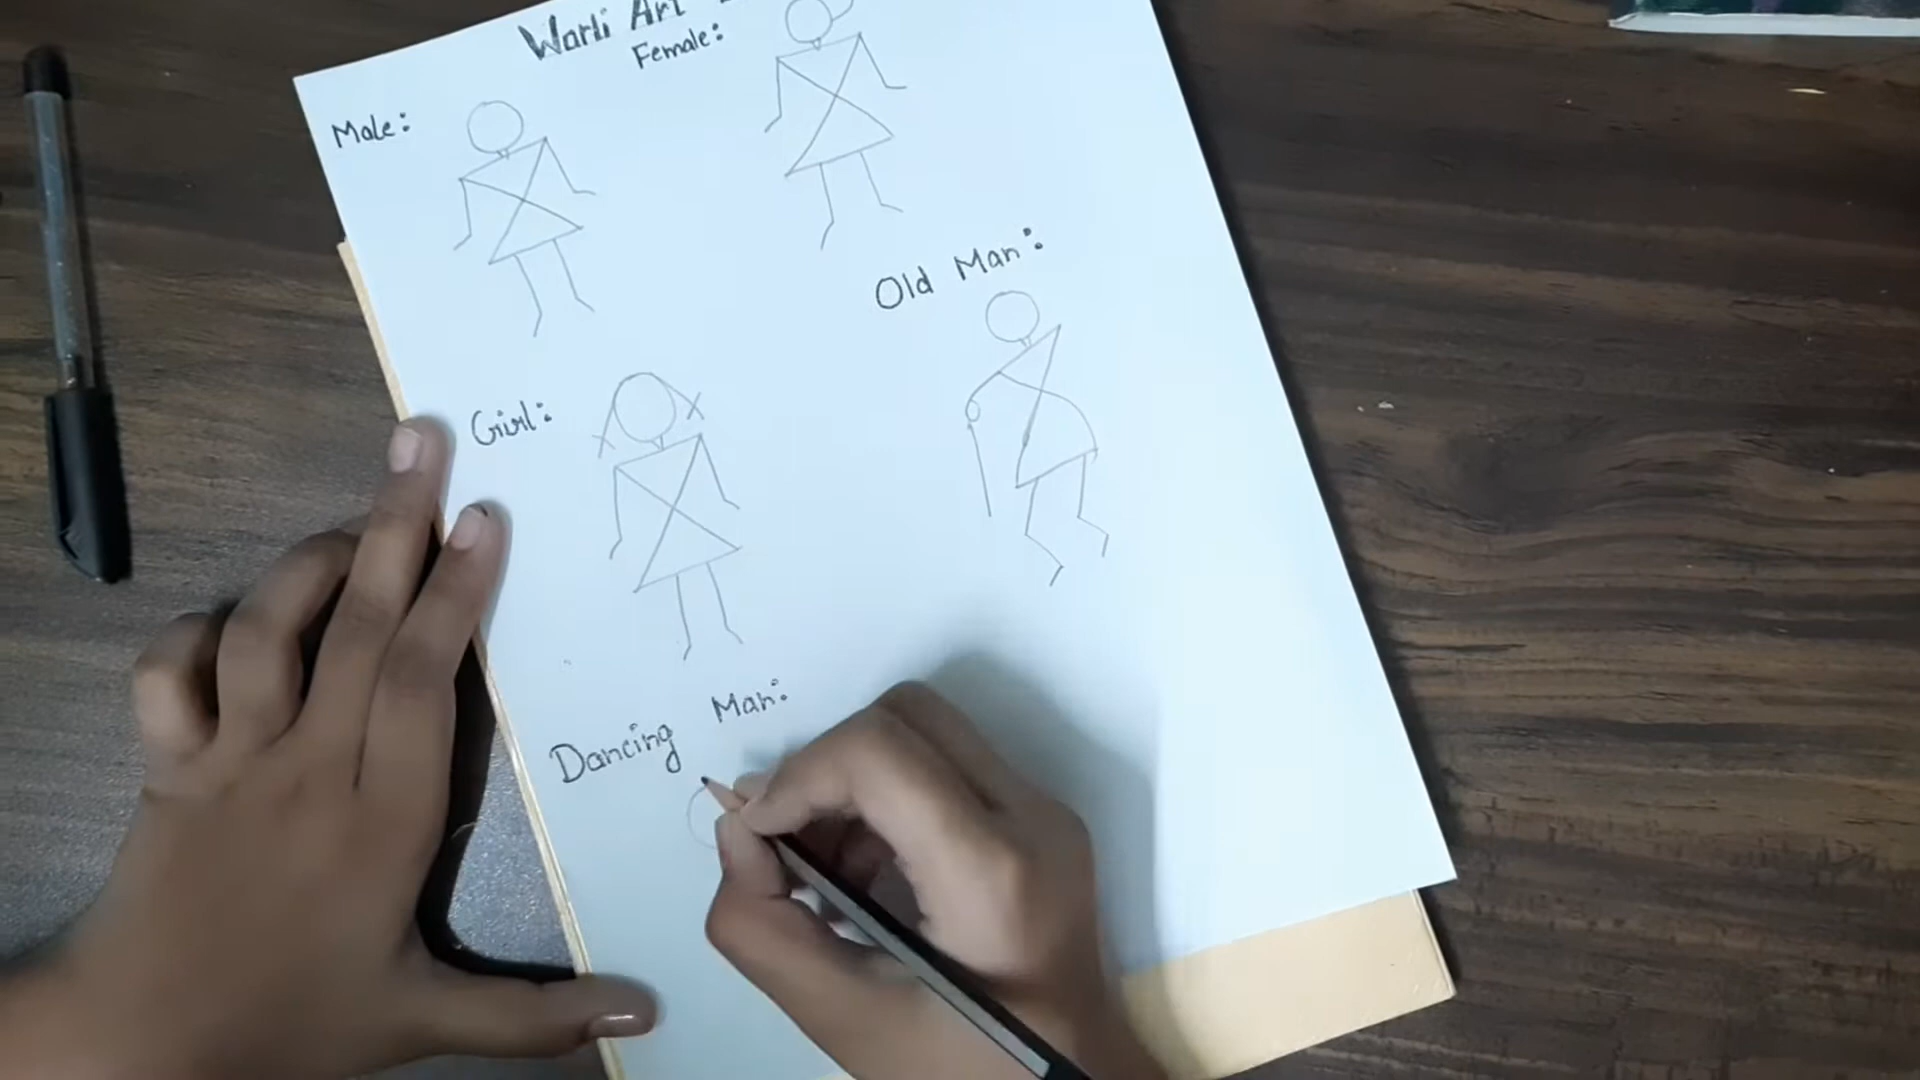 Warli Art
Female:
Male:
Old Man:
Girl:
Dancing Man: